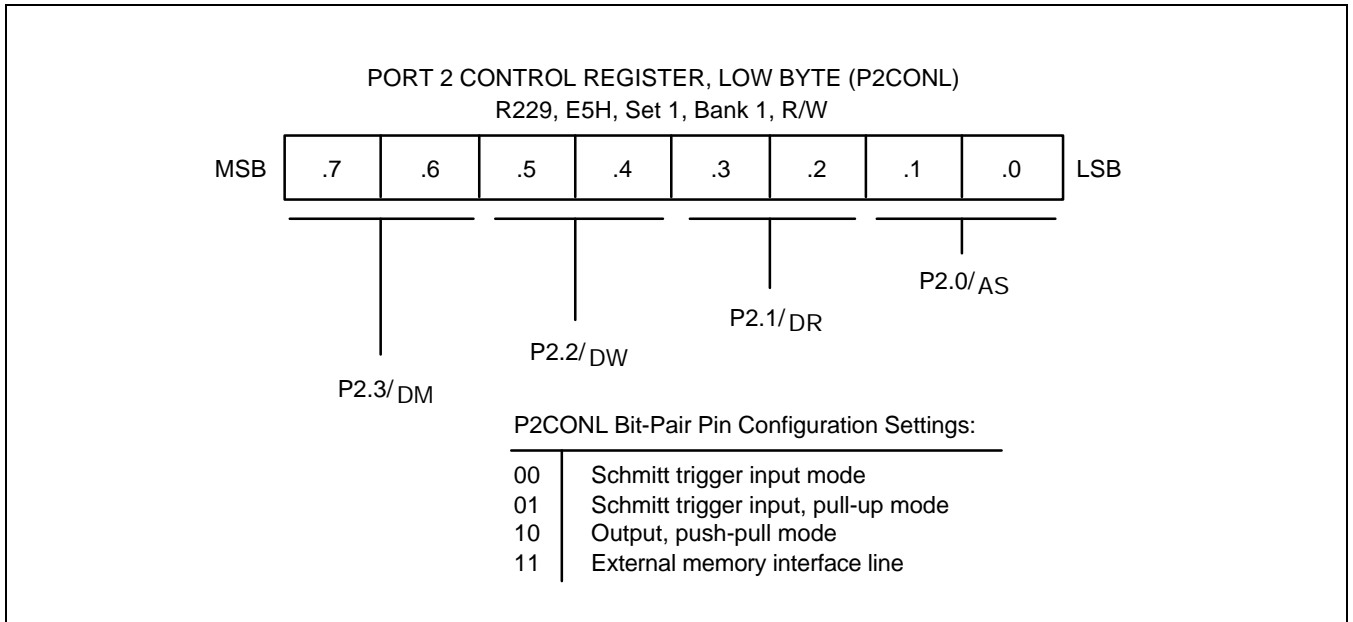 PORT 2 CONTROL REGISTER, LOW BYTE (P2CONL)
R229, E5H, Set 1, Bank 1, R/W
MSB .7 .6 .5 .4 .3 .2 .1 .0 LSB
P2.0/AS
P2.1/DR
P2.2/DW
P2.3/DM
P2CONL Bit-Pair Pin Configuration Settings:
00 Schmitt trigger input mode
01 Schmitt trigger input, pull-up mode
10 Output, push-pull mode
11 External memory interface line